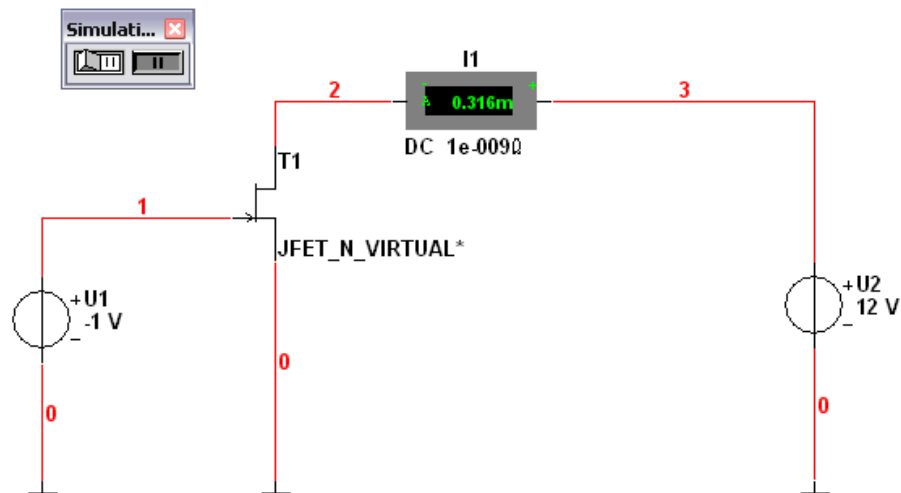 Simulati...
I1
2
3
- +
A 0.316m
DC 1e-009Ω
T1
1
JFET_N_VIRTUAL*
+U1
-1 V
–
+U2
12 V
–
0
0
0